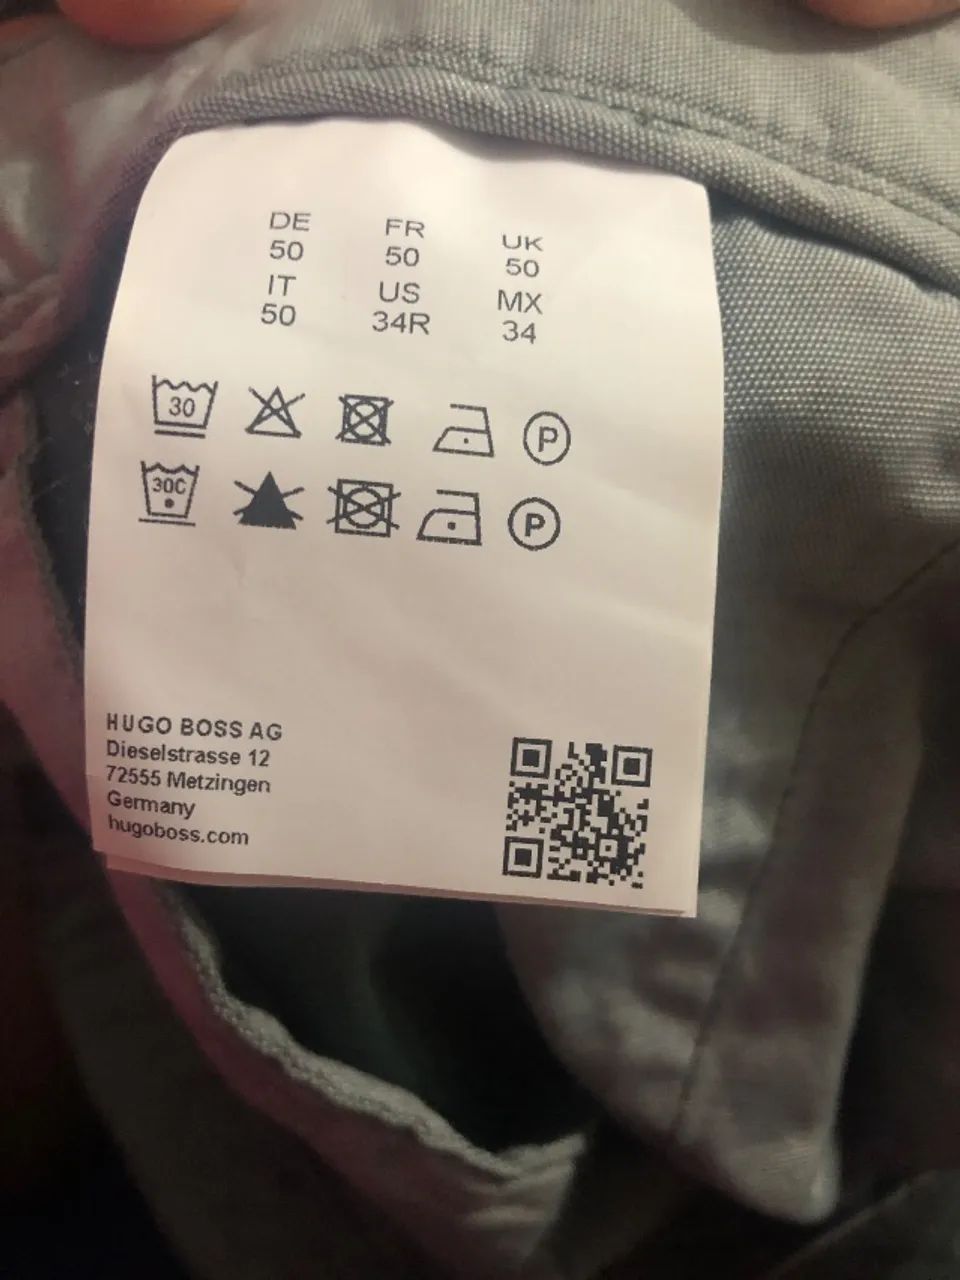 DE FR UK
50 50 50
IT US MX
50 34R 34
30 P
30C P
HUGO BOSS AG
Dieselstrasse 12
72555 Metzingen
Germany
hugoboss.com